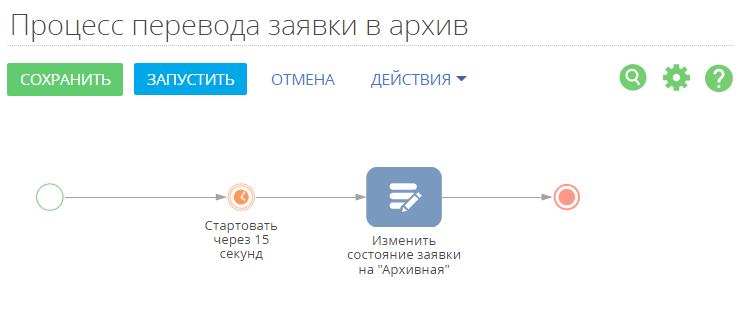 Процесс перевода заявки в архив
СОХРАНИТЬ ЗАПУСТИТЬ ОТМЕНА ДЕЙСТВИЯ
Стартовать
через 15
секунд
Изменить
состояние заявки
на "Архивная"